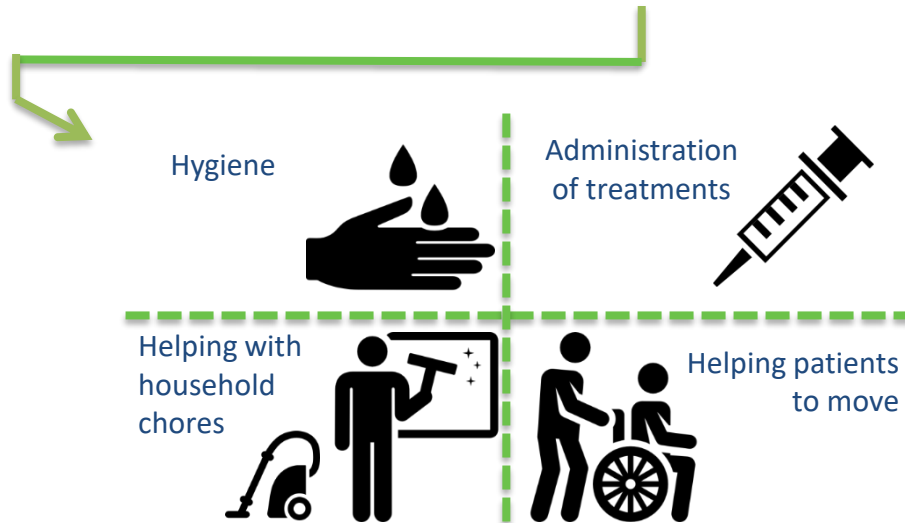 Hygiene
Administration
of treatments
Helping with
household
chores
Helping patients
to move